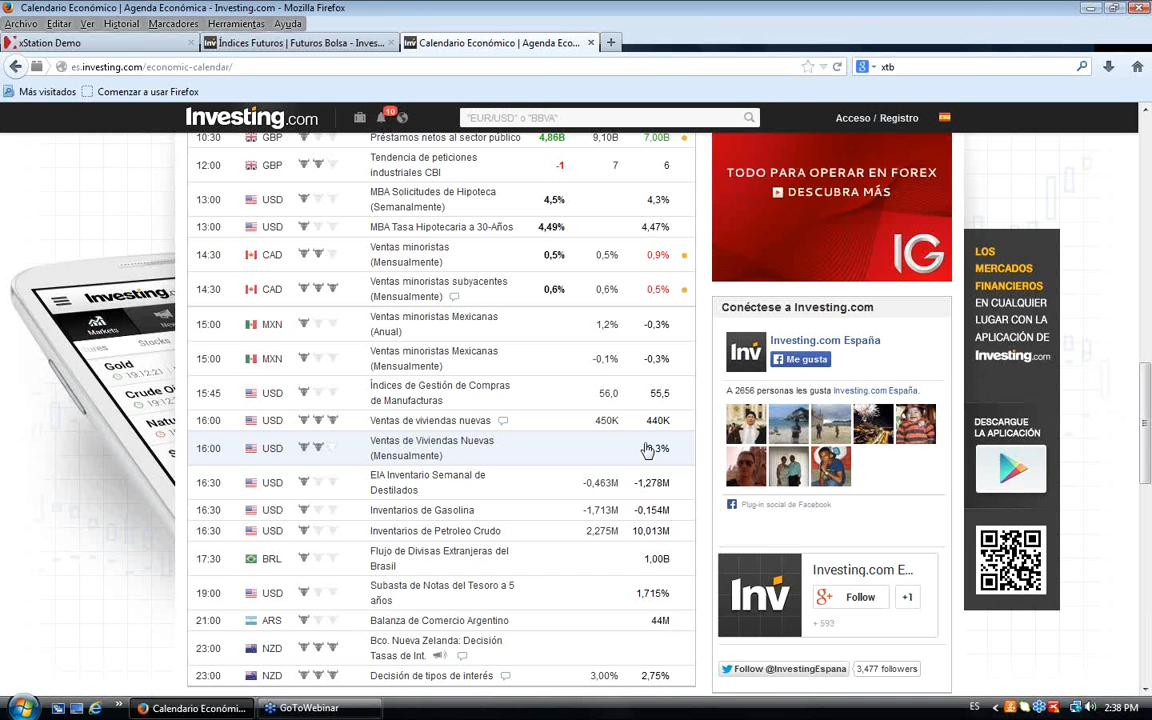 Calendario Económico | Agenda Económica - Investing.com - Mozilla Firefox
Archivo Editar Ver Historial Marcadores Herramientas Ayuda
xStation Demo
Índices Futuros | Futuros Bolsa - Inves...
Calendario Económico | Agenda Eco...
es.investing.com/economic-calendar/
xtb
Más visitados Comenzar a usar Firefox
Investing.com
10
"EUR/USD" o "BBVA"
Acceso / Registro
10:30 GBP Préstamos netos al sector público 4,86B 9,10B 7,00B
12:00 GBP Tendencia de peticiones industriales CBI -1 7 6
13:00 USD MBA Solicitudes de Hipoteca (Semanalmente) 4,5% 4,3%
13:00 USD MBA Tasa Hipotecaria a 30-Años 4,49% 4,47%
14:30 CAD Ventas minoristas (Mensualmente) 0,5% 0,5% 0,9%
14:30 CAD Ventas minoristas subyacentes (Mensualmente) 0,6% 0,6% 0,5%
15:00 MXN Ventas minoristas Mexicanas (Anual) 1,2% -0,3%
15:00 MXN Ventas minoristas Mexicanas (Mensualmente) -0,1% -0,3%
15:45 USD Índices de Gestión de Compras de Manufacturas 56,0 55,5
16:00 USD Ventas de viviendas nuevas 450K 440K
16:00 USD Ventas de Viviendas Nuevas (Mensualmente)
16:30 USD EIA Inventario Semanal de Destilados -0,463M -1,278M
16:30 USD Inventarios de Gasolina -1,713M -0,154M
16:30 USD Inventarios de Petroleo Crudo 2,275M 10,013M
17:30 BRL Flujo de Divisas Extranjeras del Brasil 1,00B
19:00 USD Subasta de Notas del Tesoro a 5 años 1,715%
21:00 ARS Balanza de Comercio Argentino 44M
23:00 NZD Bco. Nueva Zelanda: Decisión Tasas de Int.
23:00 NZD Decisión de tipos de interés 3,00% 2,75%
TODO PARA OPERAR EN FOREX
DESCUBRA MÁS
IG
Conéctese a Investing.com
Inv
Investing.com España
Me gusta
A 2656 personas les gusta Investing.com España.
Plug-in social de Facebook
Inv
Investing.com E...
Follow +1
+ 593
Follow @InvestingEspana 3,477 followers
LOS
MERCADOS
FINANCIEROS
EN CUALQUIER
LUGAR CON LA
APLICACIÓN DE
Investing.com
DESCARGUE
LA APLICACIÓN
Investing.com
Markets
Stocks
Gold
19:12:21
Calendario Económi...
GoToWebinar
ES
2:38 PM